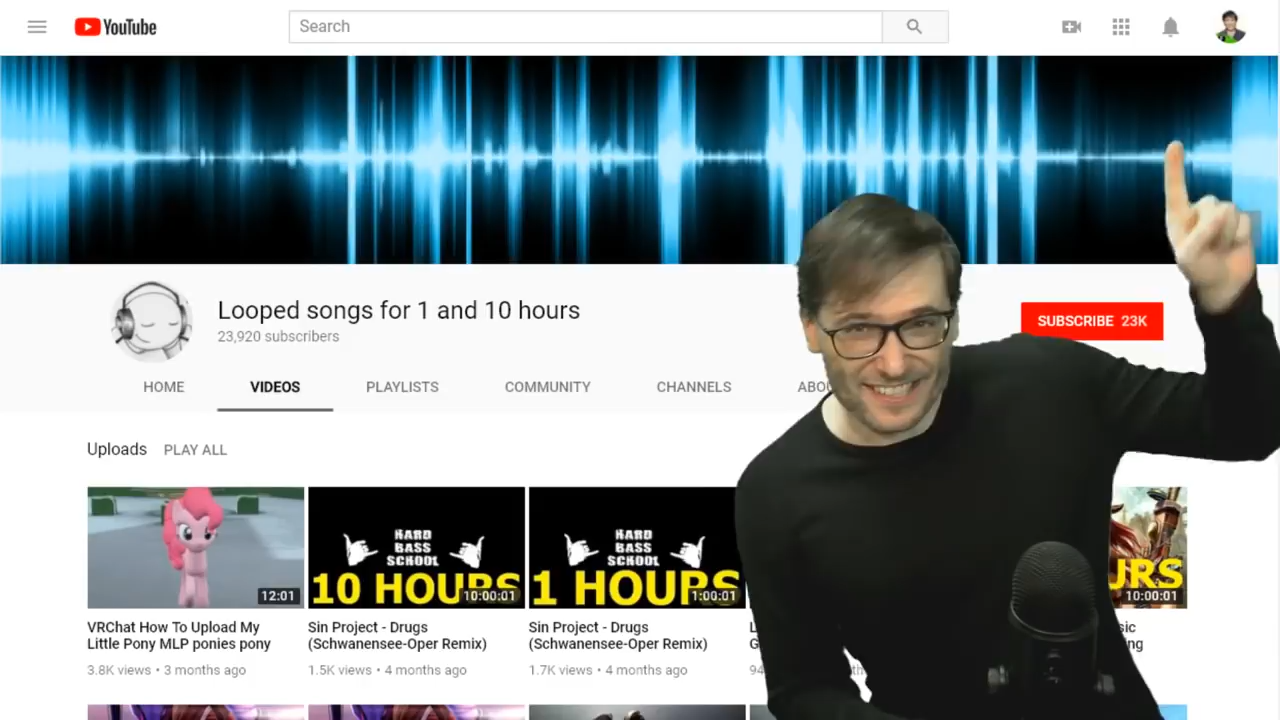 YouTube
Search
Looped songs for 1 and 10 hours
23,920 subscribers
SUBSCRIBE 23K
HOME
VIDEOS
PLAYLISTS
COMMUNITY
CHANNELS
Uploads
PLAY ALL
HARD
BASS
SCHOOL
10 HOURS
HARD
BASS
SCHOOL
1 HOURS
12:01
10:00:01
1:00:01
10:00:01
VRChat How To Upload My
Little Pony MLP ponies pony
3.8K views • 3 months ago
Sin Project - Drugs
(Schwanensee-Oper Remix)
1.5K views • 4 months ago
Sin Project - Drugs
(Schwanensee-Oper Remix)
1.7K views • 4 months ago